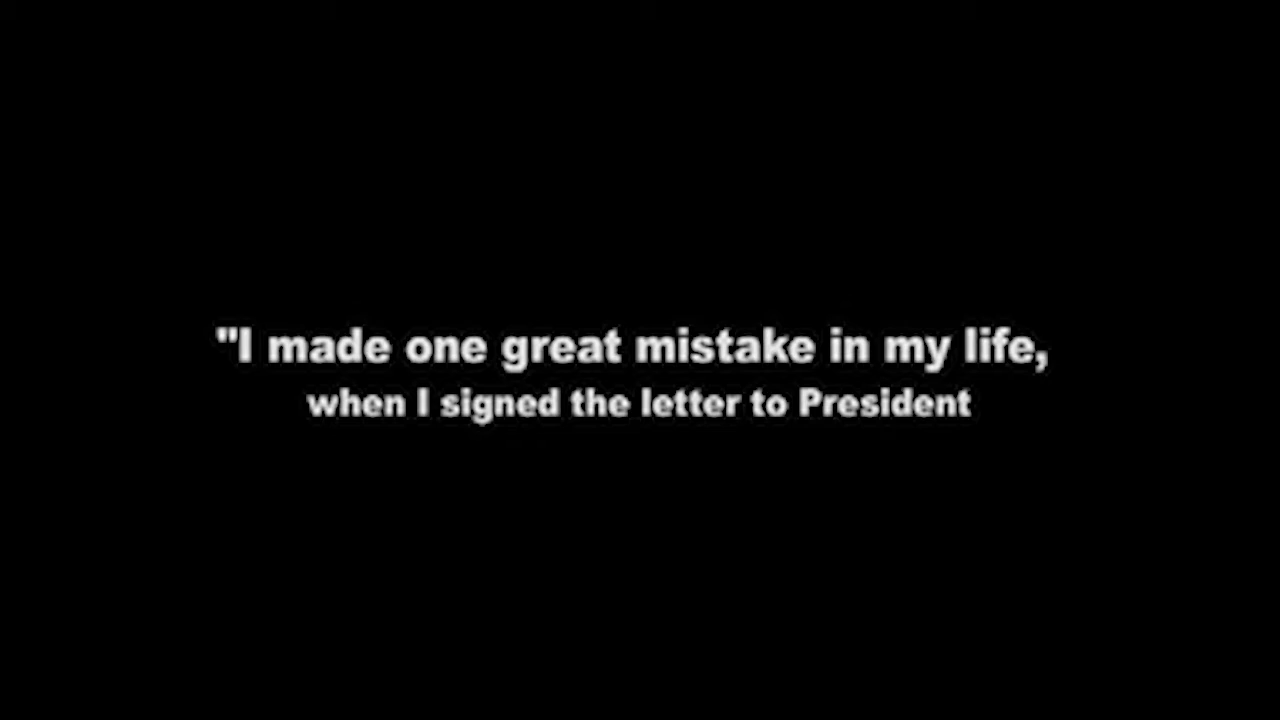 "I made one great mistake in my life,
when I signed the letter to President